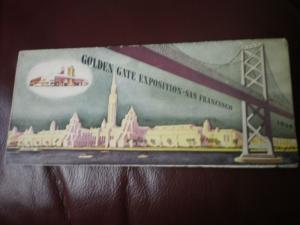 GOLDEN GATE EXPOSITION - SAN FRANCISCO